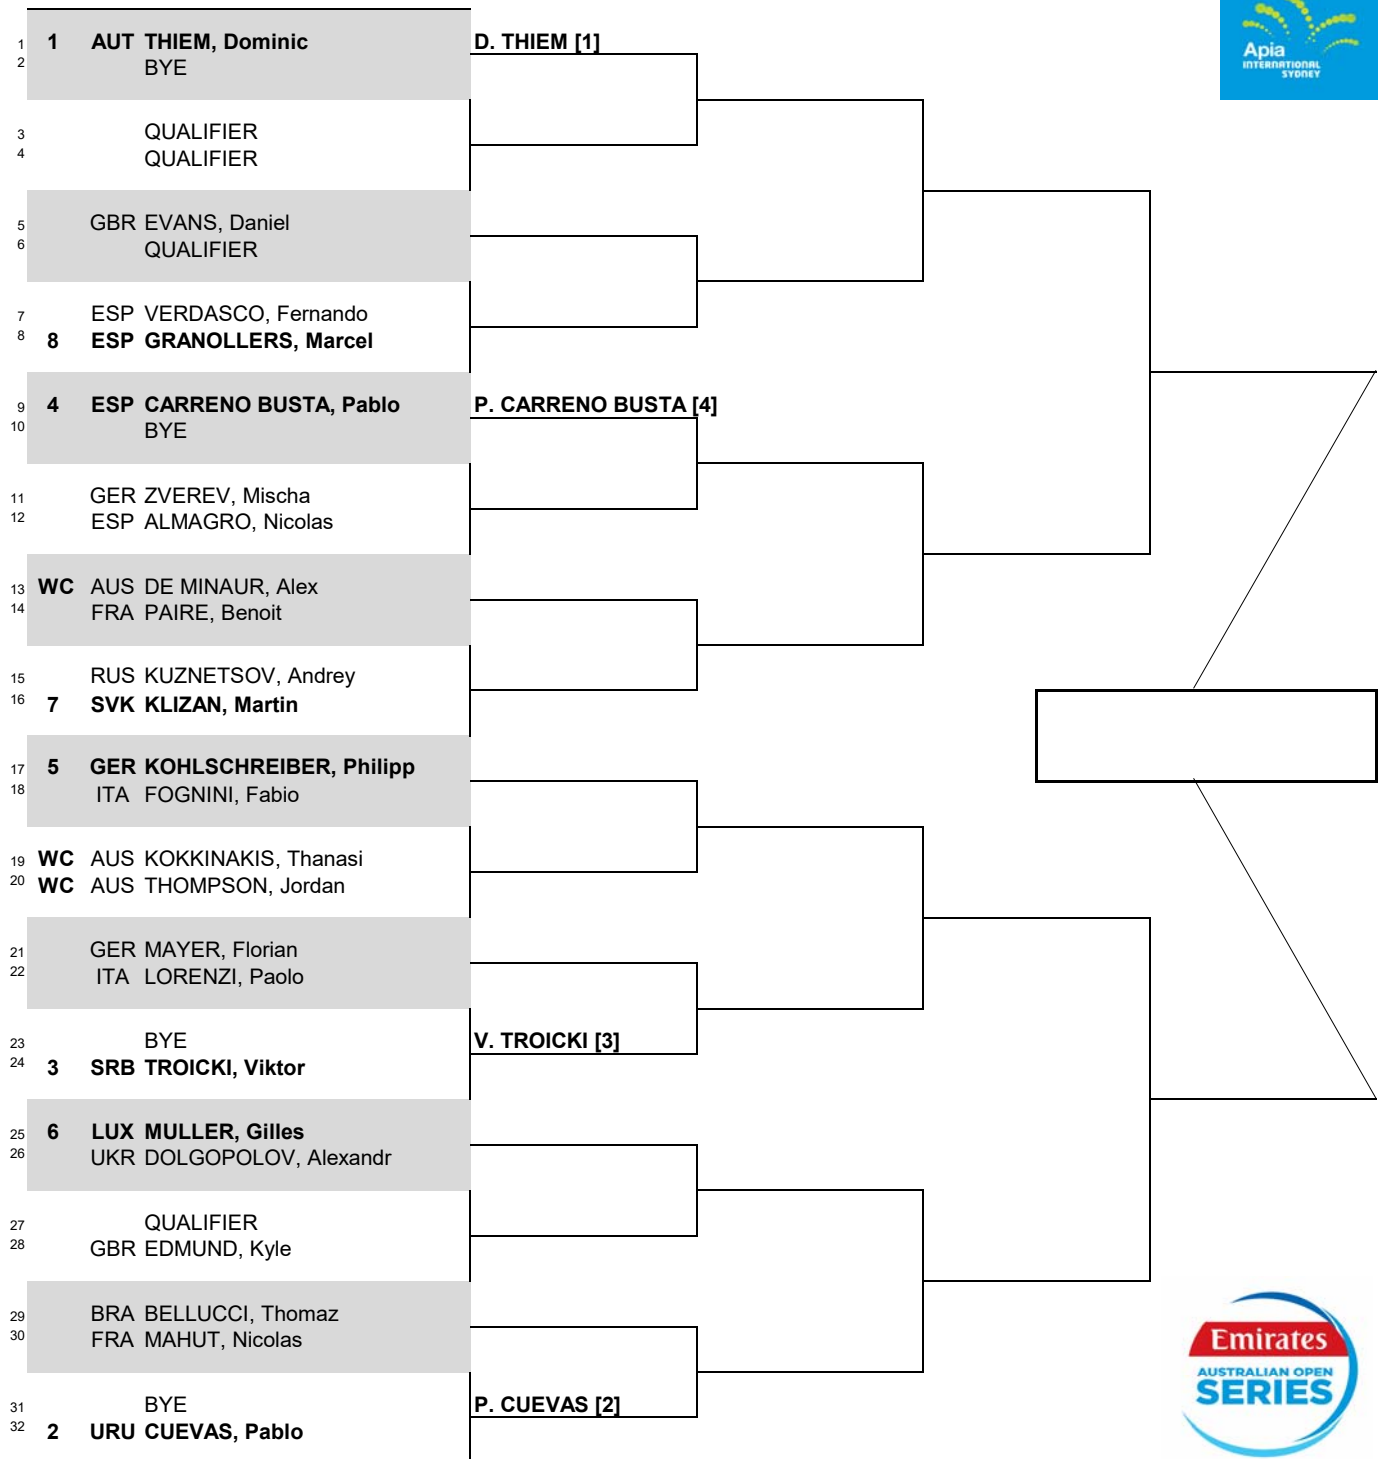 Apia
INTERNATIONAL
SYDNEY
1 1 AUT THIEM, Dominic D. THIEM [1]
2 BYE
3 QUALIFIER
4 QUALIFIER
5 GBR EVANS, Daniel
6 QUALIFIER
7 ESP VERDASCO, Fernando
8 8 ESP GRANOLLERS, Marcel
9 4 ESP CARRENO BUSTA, Pablo P. CARRENO BUSTA [4]
10 BYE
11 GER ZVEREV, Mischa
12 ESP ALMAGRO, Nicolas
13 WC AUS DE MINAUR, Alex
14 FRA PAIRE, Benoit
15 RUS KUZNETSOV, Andrey
16 7 SVK KLIZAN, Martin
17 5 GER KOHLSCHREIBER, Philipp
18 ITA FOGNINI, Fabio
19 WC AUS KOKKINAKIS, Thanasi
20 WC AUS THOMPSON, Jordan
21 GER MAYER, Florian
22 ITA LORENZI, Paolo
23 BYE V. TROICKI [3]
24 3 SRB TROICKI, Viktor
25 6 LUX MULLER, Gilles
26 UKR DOLGOPOLOV, Alexandr
27 QUALIFIER
28 GBR EDMUND, Kyle
29 BRA BELLUCCI, Thomaz
30 FRA MAHUT, Nicolas
31 BYE P. CUEVAS [2]
32 2 URU CUEVAS, Pablo
Emirates
AUSTRALIAN OPEN
SERIES